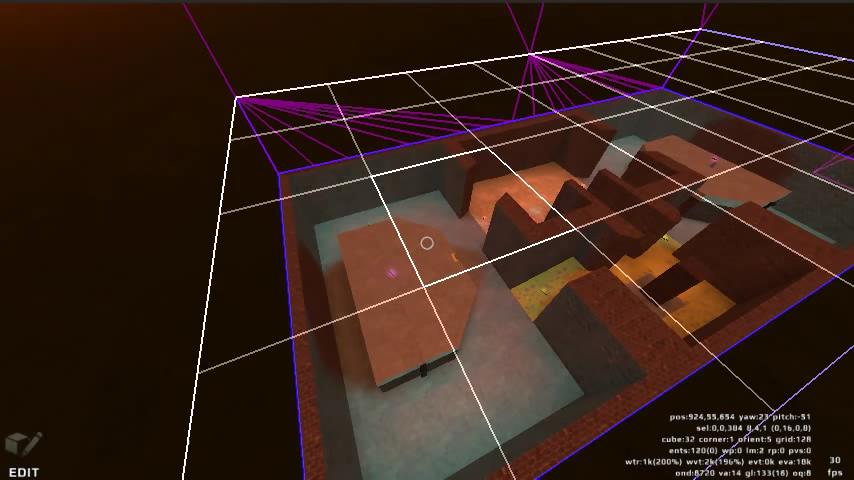 pos:924,55,654 yaw:23 pitch:-51
sel:0,0,384 8,4,1 (0,16,0,8)
cube:32 corner:1 orient:5 grid:128
ents:120(0) wp:0 lm:2 rp:0 pvs:0
wtr:1k(200%) wvt:2k(196%) evt:0k eva:18k
ond:8720 va:14 gl:133(16) oq:8
30
fps
EDIT